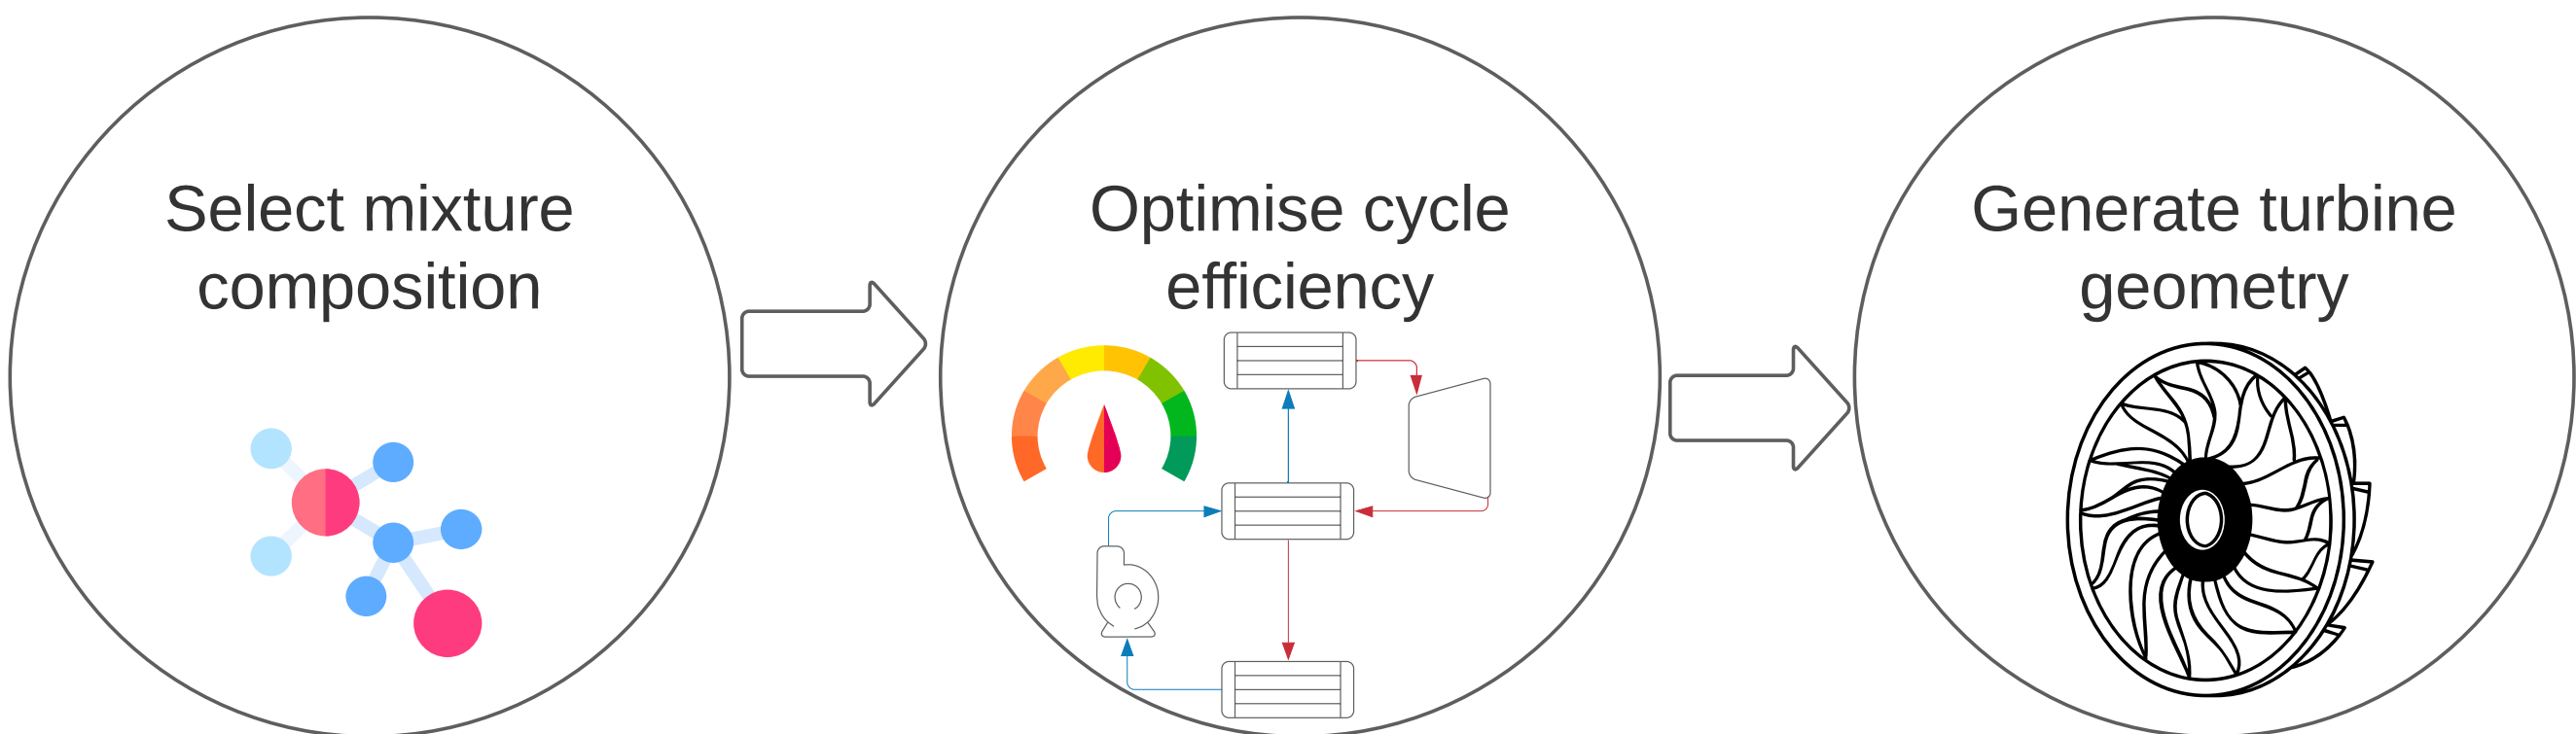 Select mixture
composition
Optimise cycle
efficiency
Generate turbine
geometry